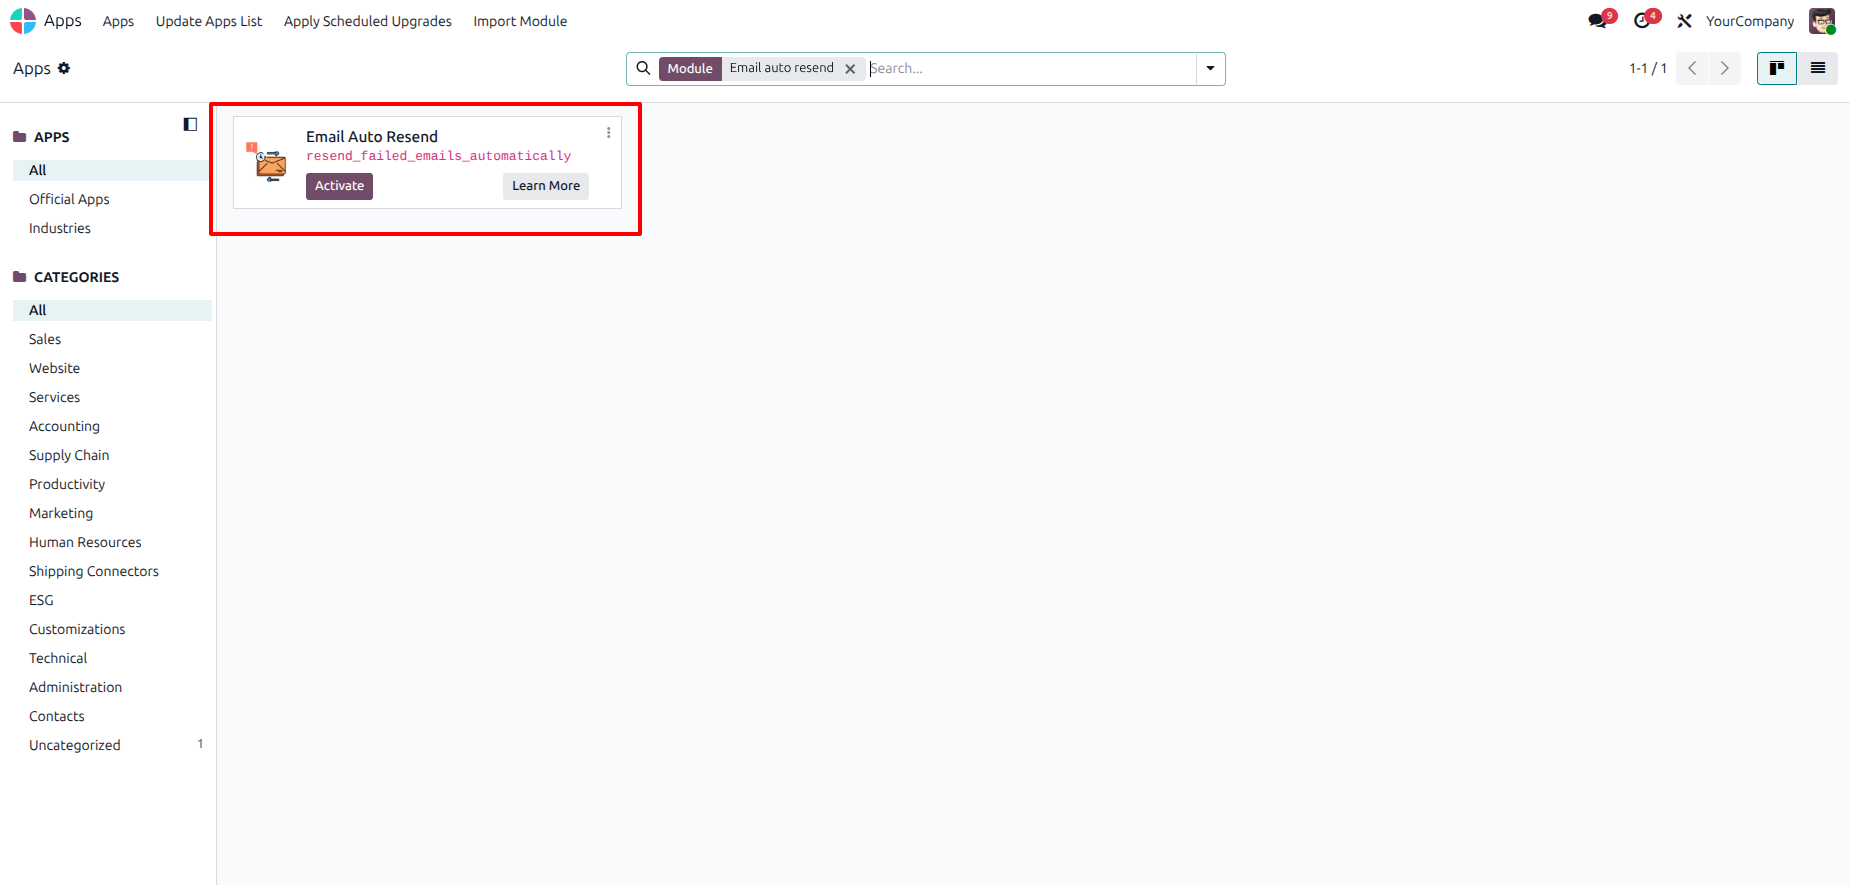 Apps Apps Update Apps List Apply Scheduled Upgrades Import Module 9 4 YourCompany
Apps Module Email auto resend Search... 1-1 / 1
APPS
All
Official Apps
Industries
CATEGORIES
All
Sales
Website
Services
Accounting
Supply Chain
Productivity
Marketing
Human Resources
Shipping Connectors
ESG
Customizations
Technical
Administration
Contacts
Uncategorized 1
Email Auto Resend
resend_failed_emails_automatically
Activate Learn More